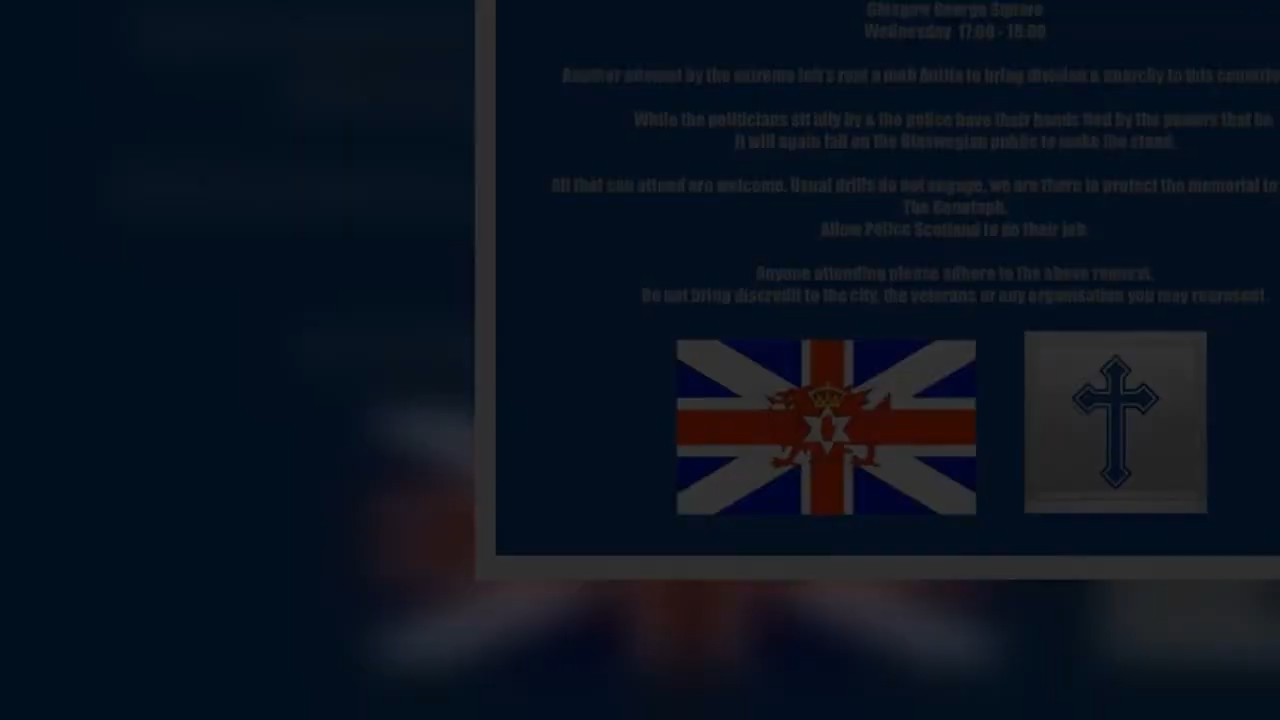 Glasgow George Square
Wednesday 17.00 - 18.00
Another attempt by the extreme left's rent a mob Antifa to bring division & anarchy to this
While the politicians sit idly by & the police have their hands tied by the powers that be
it will again fall on the Glaswegian public to make the stand.
All that can attend are welcome. Usual drills do not engage, we are there to protect the memorial to
The Cenotaph.
Allow Police Scotland to do their job
Anyone attending please adhere to the above request.
Do not bring discredit to the city, the veterans or any organisation you may represent.